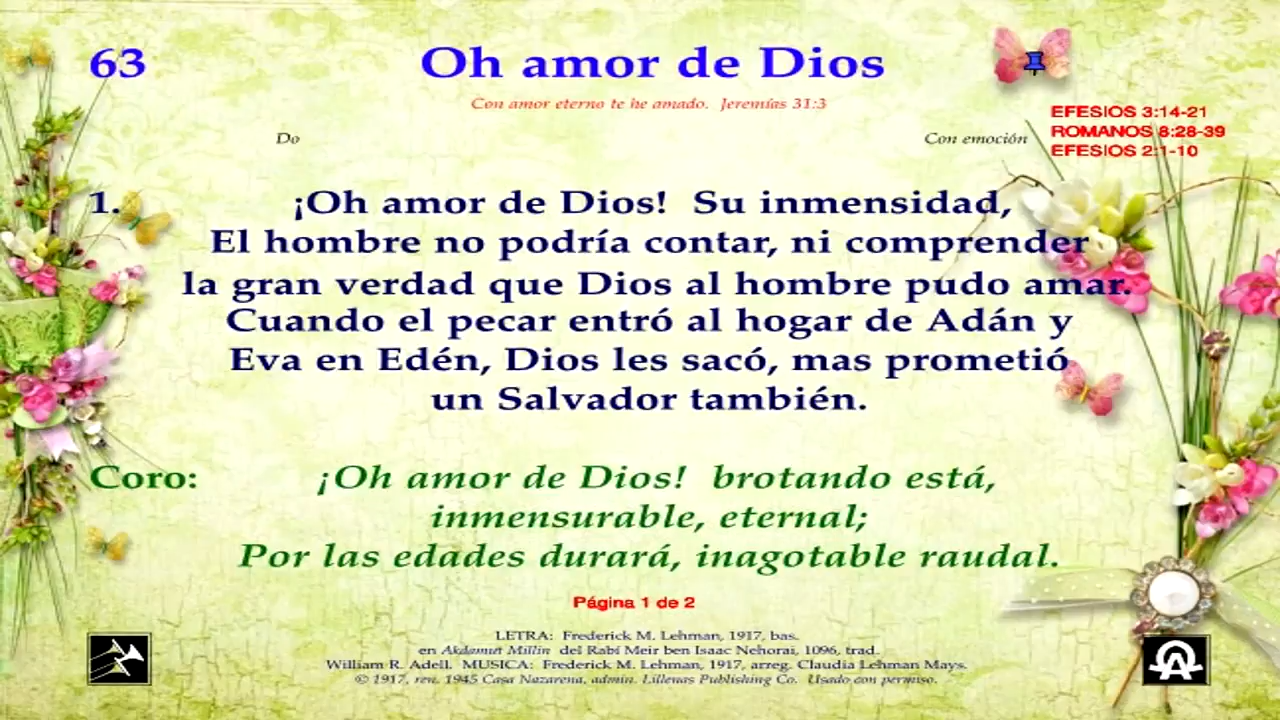 63
Oh amor de Dios
Con amor eterno te he amado. Jeremías 31:3
EFESIOS 3:14-21
ROMANOS 8:28-39
EFESIOS 2:1-10
Do
Con emoción
1. ¡Oh amor de Dios! Su inmensidad,
El hombre no podría contar, ni comprender
la gran verdad que Dios al hombre pudo amar.
Cuando el pecar entró al hogar de Adán y
Eva en Edén, Dios les sacó, mas prometió
un Salvador también.
Coro: ¡Oh amor de Dios! brotando está,
inmensurable, eternal;
Por las edades durará, inagotable raudal.
Página 1 de 2
LETRA: Frederick M. Lehman, 1917, bas.
en Akdamut Millin del Rabí Meir ben Isaac Nehorai, 1096, trad.
William R. Adell. MUSICA: Frederick M. Lehman, 1917, arreg. Claudia Lehman Mays.
© 1917, ren. 1945 Casa Nazarena, admin. Lillenas Publishing Co. Usado con permiso.